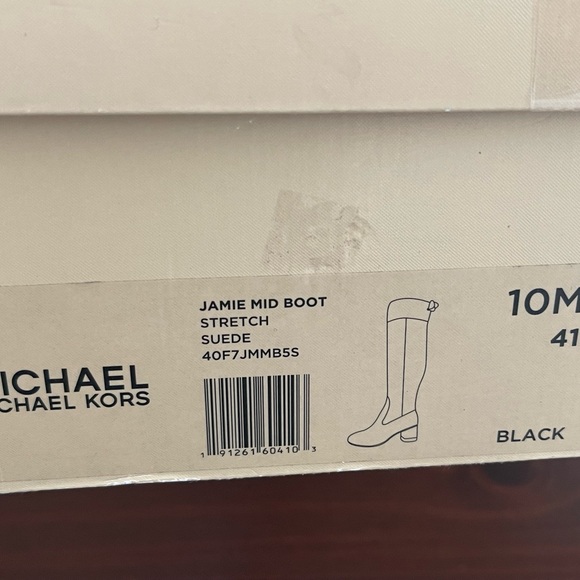 ICHAEL
CHAEL KORS
JAMIE MID BOOT
STRETCH
SUEDE
40F7JMMB5S
1 91261 60410 3
10M
41
BLACK